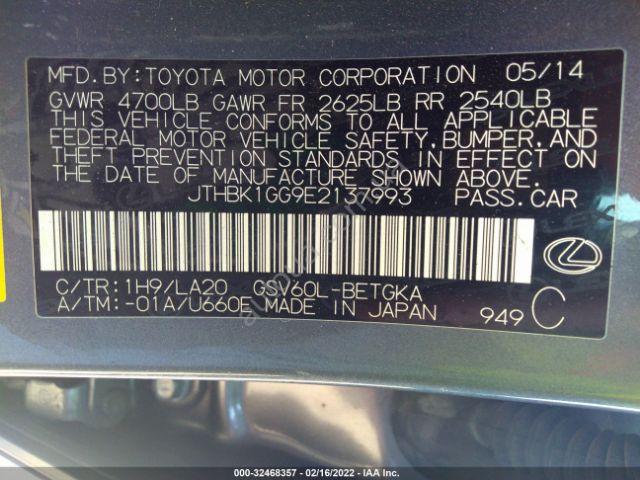 MFD.BY:TOYOTA MOTOR CORPORATION 05/14
GVWR 4700LB GAWR FR 2625LB RR 2540LB
THIS VEHICLE CONFORMS TO ALL APPLICABLE
FEDERAL MOTOR VEHICLE SAFETY,BUMPER,AND
THEFT PREVENTION STANDARDS IN EFFECT ON
THE DATE OF MANUFACTURE SHOWN ABOVE.
JTHBK1GG9E2137993 PASS.CAR
C/TR:1H9/LA20 GSV60L-BETGKA
A/TM:-01A/U660E MADE IN JAPAN 949 C
000-32468357 - 02/16/2022 - IAA Inc.